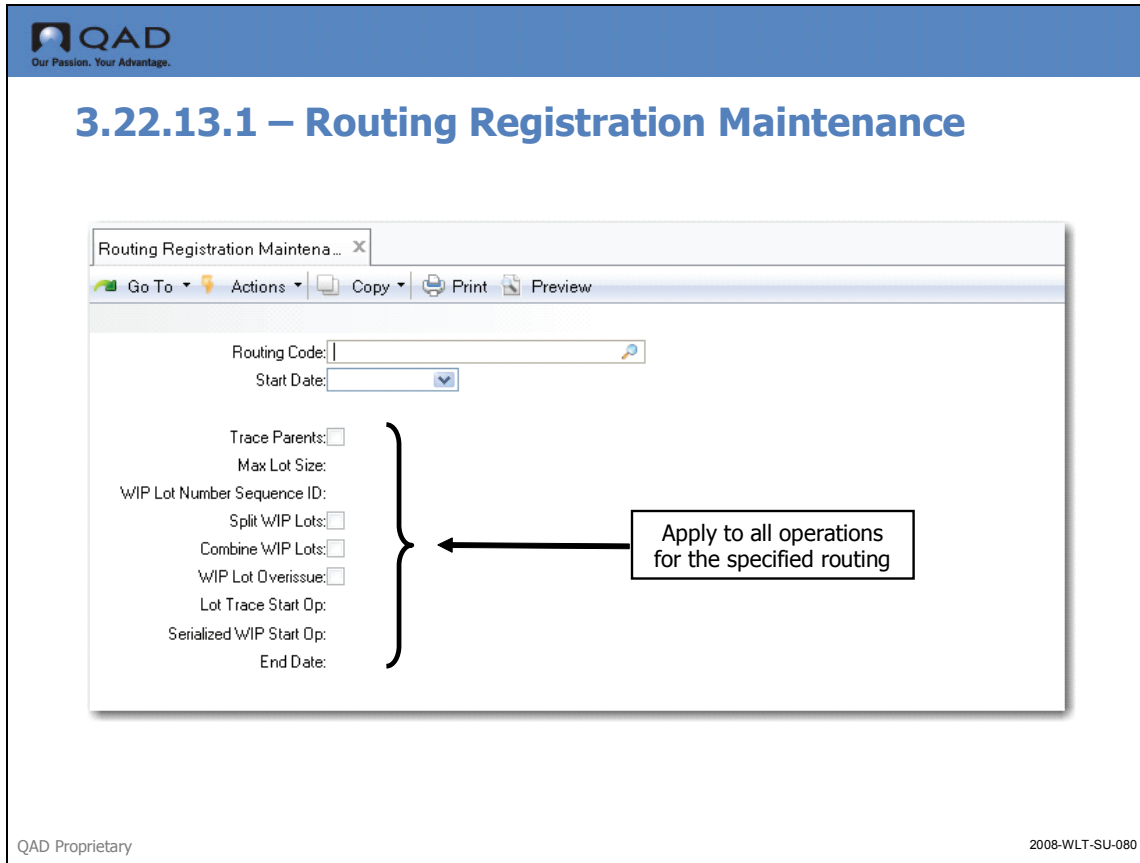 QAD
Our Passion. Your Advantage.
3.22.13.1 – Routing Registration Maintenance
Routing Registration Maintena...
Go To Actions Copy Print Preview
Routing Code:
Start Date:
Trace Parents:
Max Lot Size:
WIP Lot Number Sequence ID:
Split WIP Lots:
Combine WIP Lots:
WIP Lot Overissue:
Lot Trace Start Op:
Serialized WIP Start Op:
End Date:
Apply to all operations
for the specified routing
QAD Proprietary
2008-WLT-SU-080